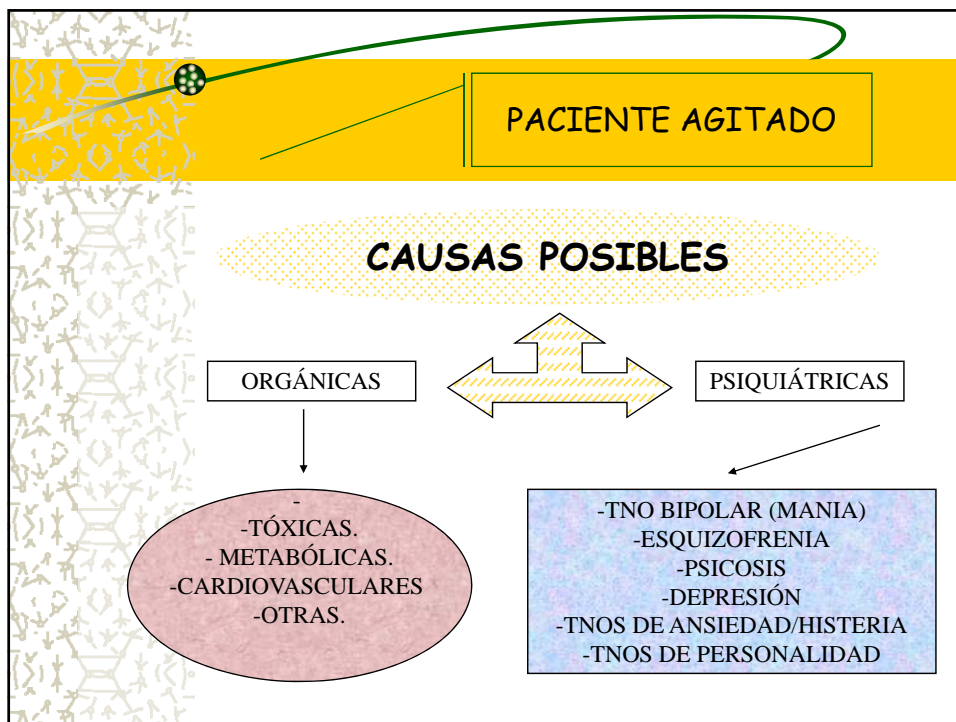 PACIENTE AGITADO
CAUSAS POSIBLES
ORGÁNICAS
PSIQUIÁTRICAS
-
-TÓXICAS.
- METABÓLICAS.
-CARDIOVASCULARES
-OTRAS.
-TNO BIPOLAR (MANIA)
-ESQUIZOFRENIA
-PSICOSIS
-DEPRESIÓN
-TNOS DE ANSIEDAD/HISTERIA
-TNOS DE PERSONALIDAD